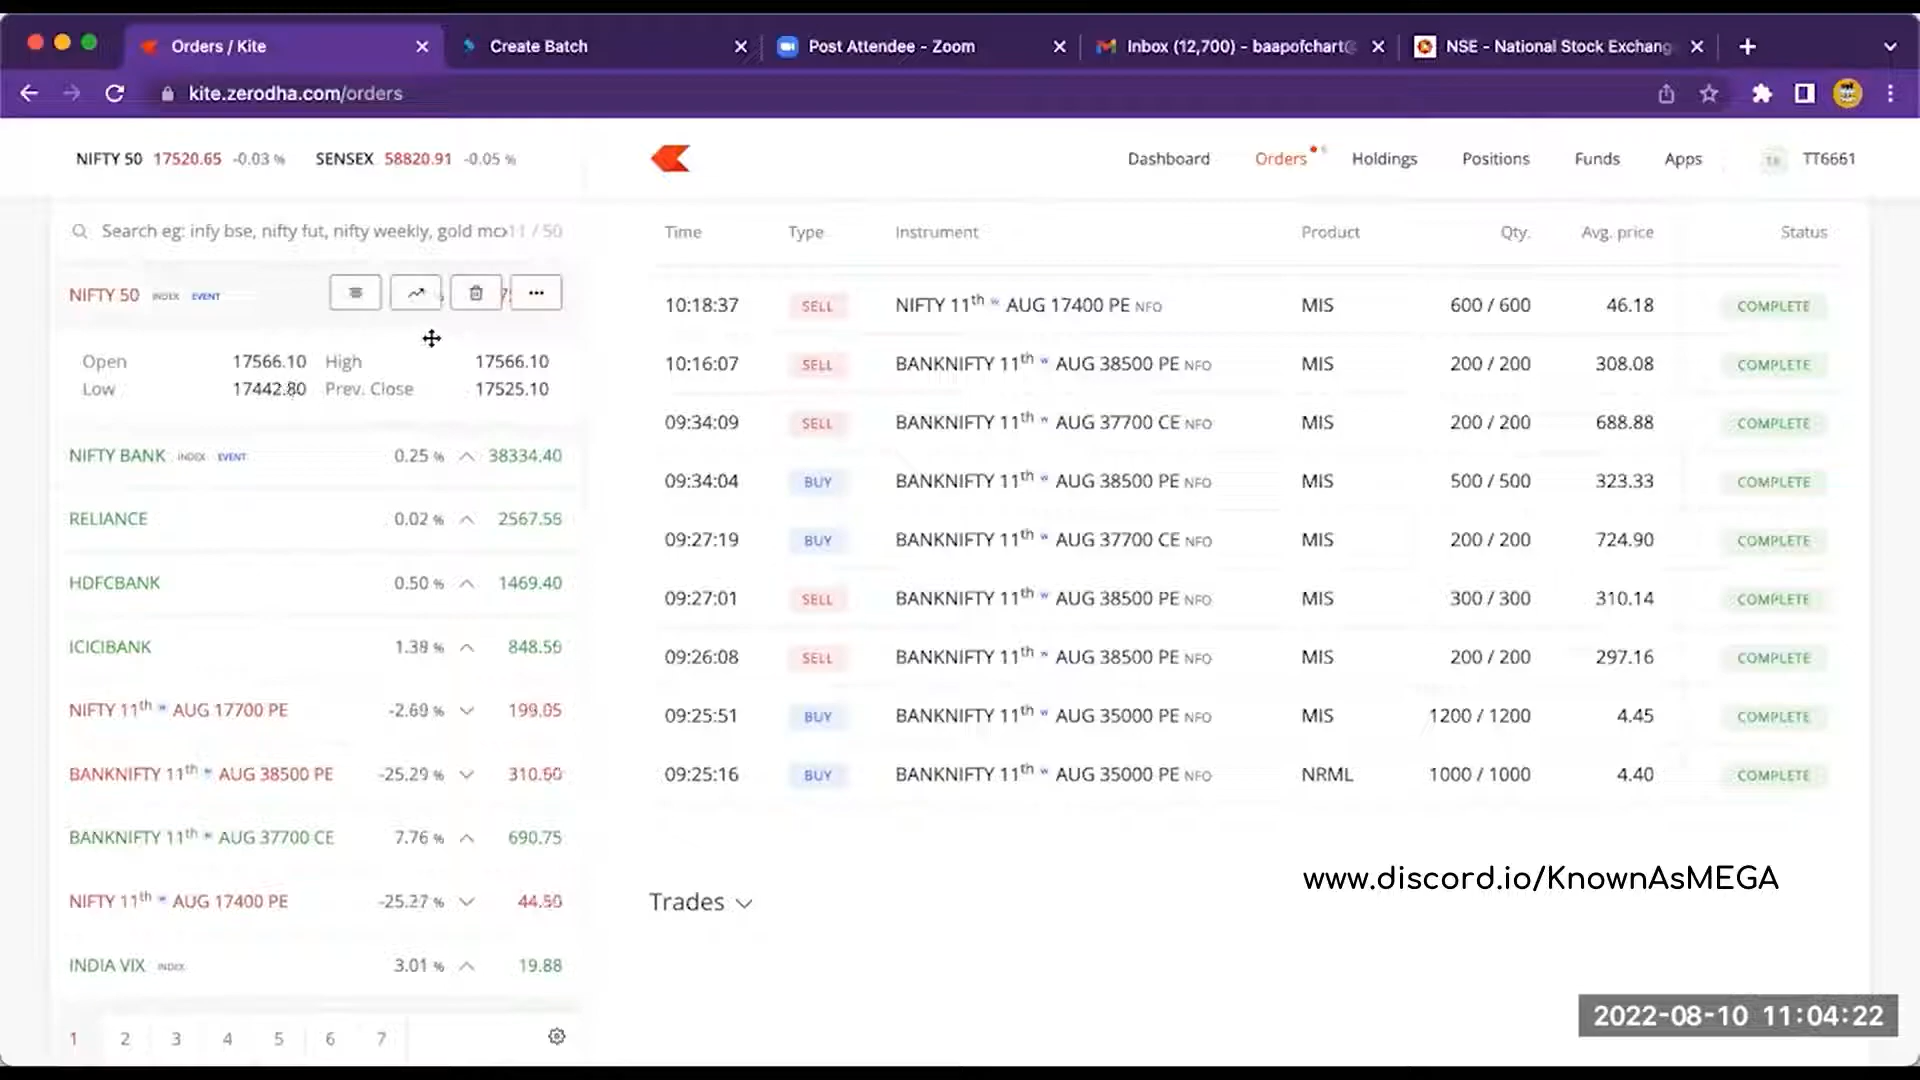 Orders / Kite
Create Batch
Post Attendee - Zoom
Inbox (12,700) - baapofchart@
NSE - National Stock Exchang
kite.zerodha.com/orders
NIFTY 50 17520.65 -0.03 % SENSEX 58820.91 -0.05 %
Dashboard Orders Holdings Positions Funds Apps TT6661
Search eg: infy bse, nifty fut, nifty weekly, gold mc 11 / 50
NIFTY 50 INDEX EVENT
Open 17566.10 High 17566.10
Low 17442.80 Prev. Close 17525.10
NIFTY BANK INDEX EVENT 0.25 % 38334.40
RELIANCE 0.02 % 2567.55
HDFCBANK 0.50 % 1469.40
ICICIBANK 1.38 % 848.50
NIFTY 11th w AUG 17700 PE -2.69 % 199.05
BANKNIFTY 11th w AUG 38500 PE -25.29 % 310.60
BANKNIFTY 11th w AUG 37700 CE 7.76 % 690.75
NIFTY 11th w AUG 17400 PE -25.27 % 44.50
INDIA VIX INDEX 3.01 % 19.88
1 2 3 4 5 6 7
Time Type Instrument Product Qty. Avg. price Status
10:18:37 SELL NIFTY 11th w AUG 17400 PE NFO MIS 600 / 600 46.18 COMPLETE
10:16:07 SELL BANKNIFTY 11th w AUG 38500 PE NFO MIS 200 / 200 308.08 COMPLETE
09:34:09 SELL BANKNIFTY 11th w AUG 37700 CE NFO MIS 200 / 200 688.88 COMPLETE
09:34:04 BUY BANKNIFTY 11th w AUG 38500 PE NFO MIS 500 / 500 323.33 COMPLETE
09:27:19 BUY BANKNIFTY 11th w AUG 37700 CE NFO MIS 200 / 200 724.90 COMPLETE
09:27:01 SELL BANKNIFTY 11th w AUG 38500 PE NFO MIS 300 / 300 310.14 COMPLETE
09:26:08 SELL BANKNIFTY 11th w AUG 38500 PE NFO MIS 200 / 200 297.16 COMPLETE
09:25:51 BUY BANKNIFTY 11th w AUG 35000 PE NFO MIS 1200 / 1200 4.45 COMPLETE
09:25:16 BUY BANKNIFTY 11th w AUG 35000 PE NFO NRML 1000 / 1000 4.40 COMPLETE
www.discord.io/KnownAsMEGA
Trades
2022-08-10 11:04:22